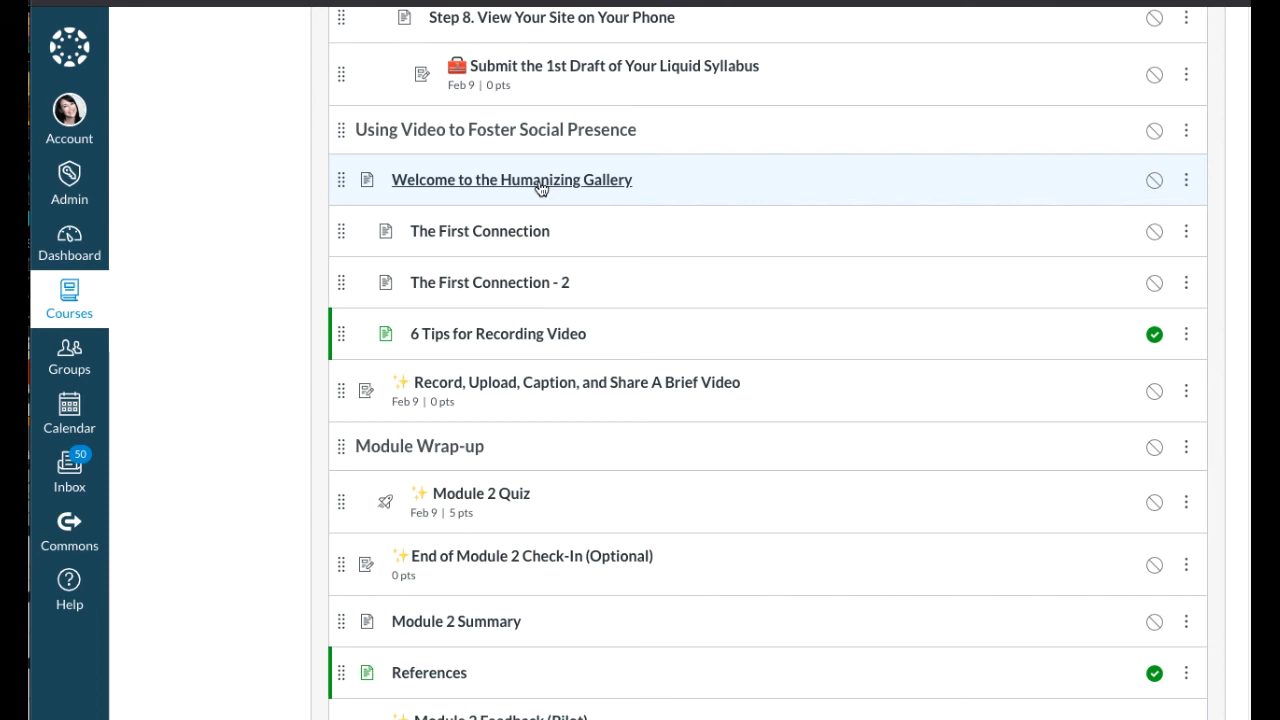 Step 8. View Your Site on Your Phone
Submit the 1st Draft of Your Liquid Syllabus
Feb 9 | 0 pts
Using Video to Foster Social Presence
Welcome to the Humanizing Gallery
The First Connection
The First Connection - 2
6 Tips for Recording Video
Record, Upload, Caption, and Share A Brief Video
Feb 9 | 0 pts
Module Wrap-up
Module 2 Quiz
Feb 9 | 5 pts
End of Module 2 Check-In (Optional)
0 pts
Module 2 Summary
References
Module 2 Feedback (Pilot)
Account
Admin
Dashboard
Courses
Groups
Calendar
50
Inbox
Commons
Help